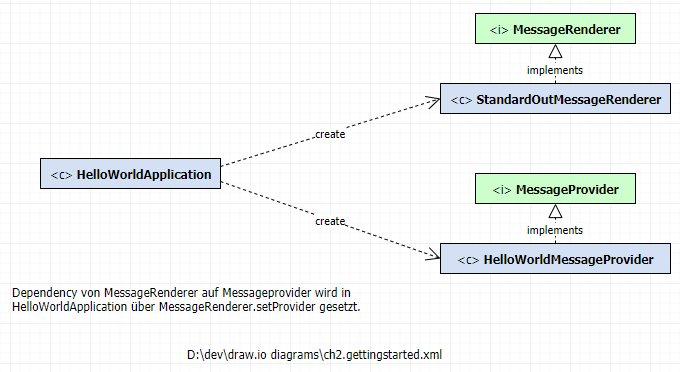 <i> MessageRenderer
implements
<c> StandardOutMessageRenderer
create
<c> HelloWorldApplication
<i> MessageProvider
create
implements
<c> HelloWorldMessageProvider
Dependency von MessageRenderer auf Messageprovider wird in
HelloWorldApplication über MessageRenderer.setProvider gesetzt.
D:\dev\draw.io diagrams\ch2.gettingstarted.xml